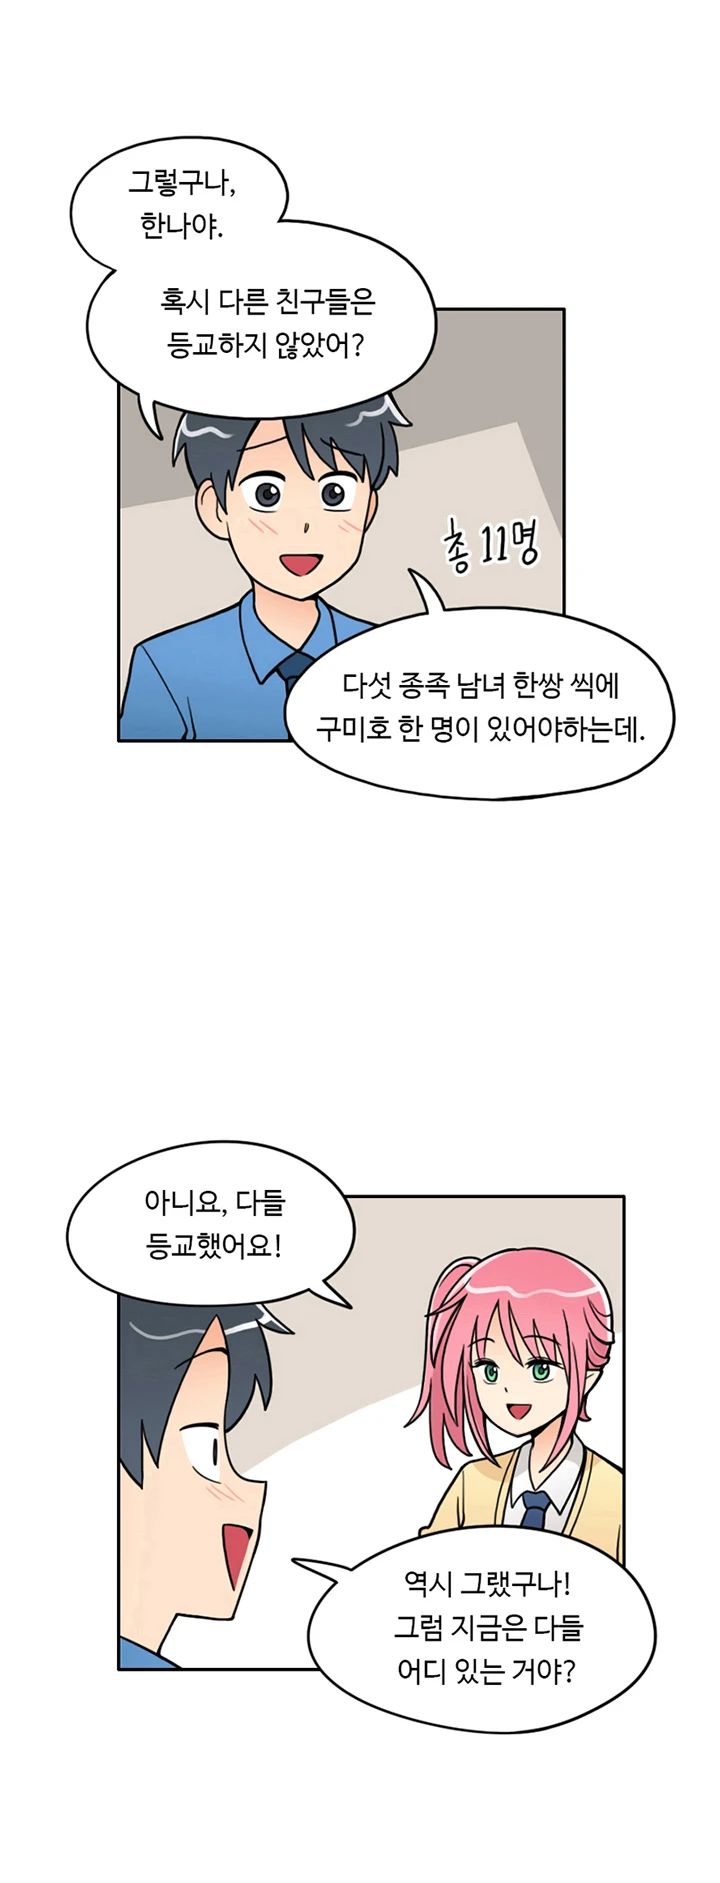 그렇구나,
한나야.
혹시 다른 친구들은
등교하지 않았어?
총 11명
다섯 종족 남녀 한쌍 씩에
구미호 한 명이 있어야하는데.
아니요, 다들
등교했어요!
역시 그랬구나!
그럼 지금은 다들
어디 있는 거야?